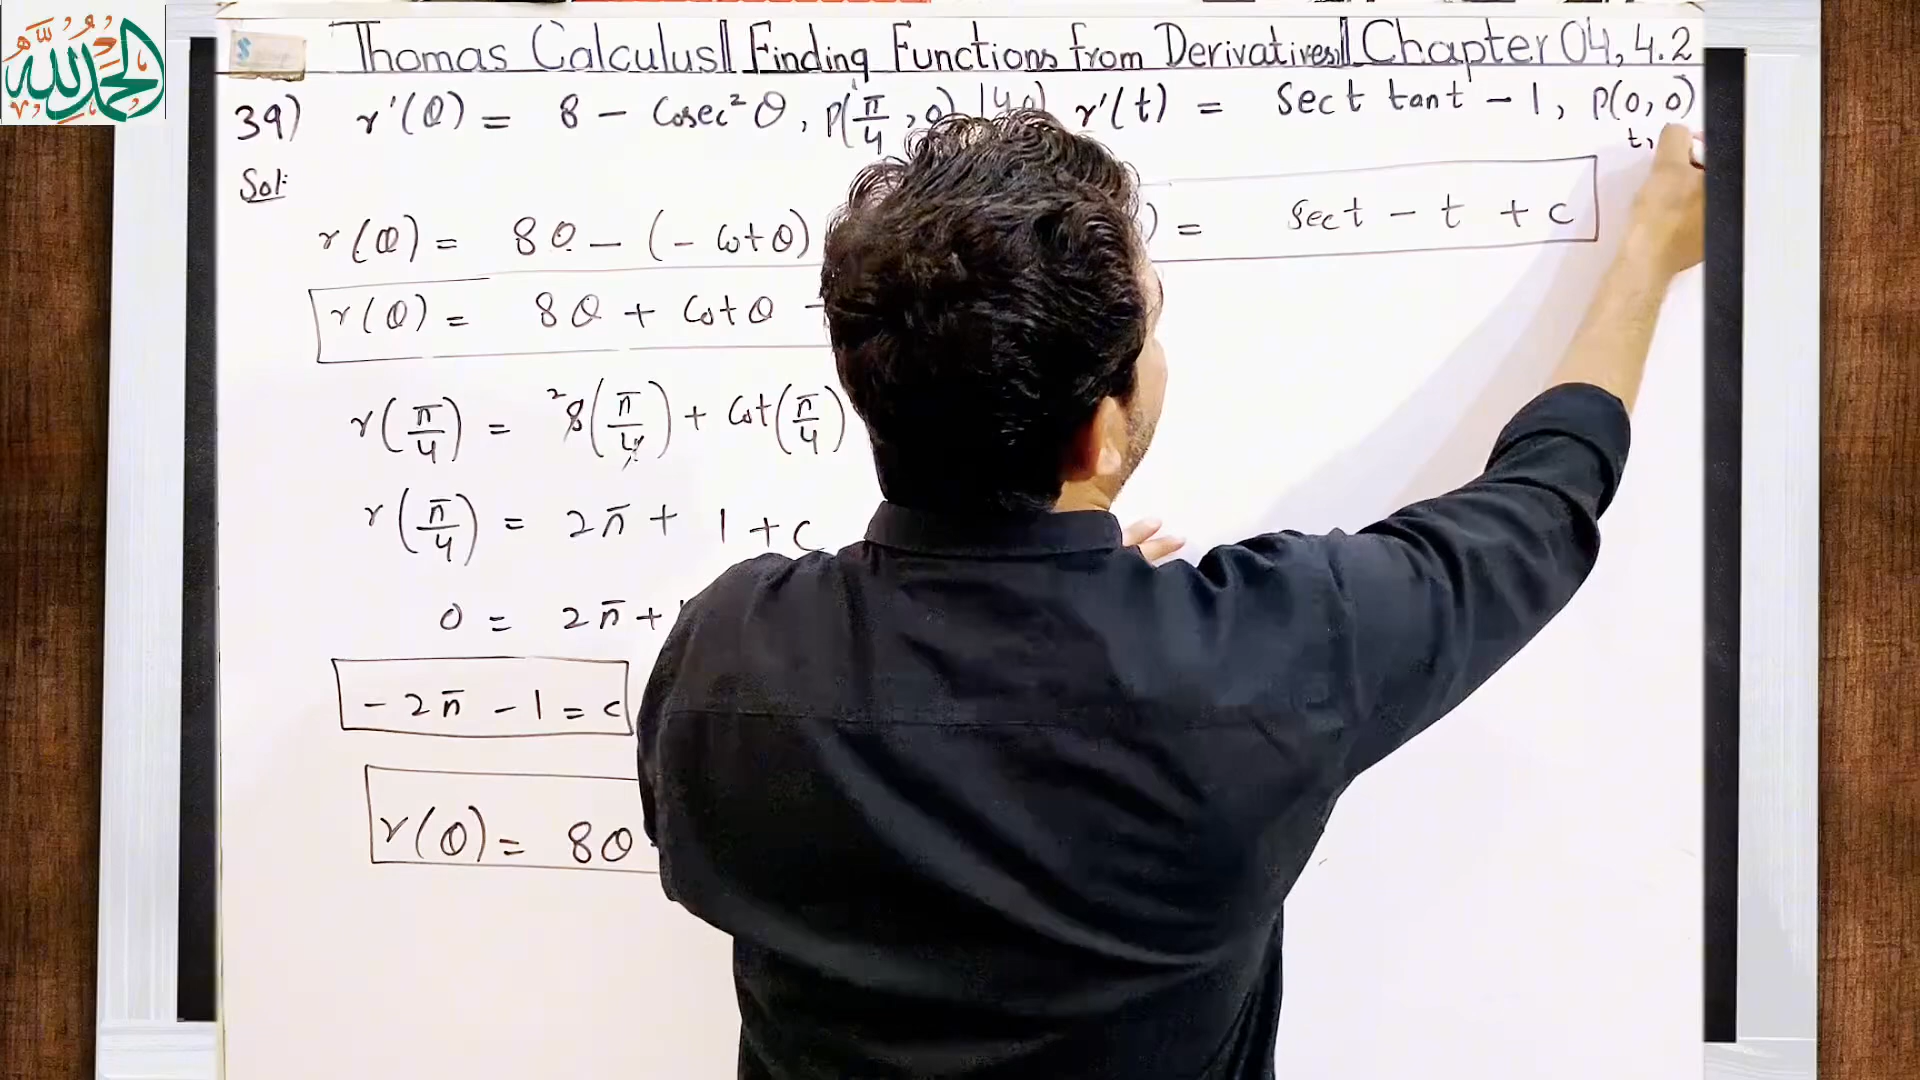 الحمد لله
Thomas Calculus|| Finding Functions from Derivatives|| Chapter 04, 4.2
39) r'(θ) = 8 - Cosec² θ, P(π/4, 0)
Sol:
r(θ) = 8θ - (- Cot θ)
r(θ) = 8θ + Cot θ
r(π/4) = ²8(π/4) + Cot(π/4)
r(π/4) = 2π + 1 + c
0 = 2π +
- 2π - 1 = c
r(θ) = 8θ
40) r'(t) = Sec t tan t - 1, P(0, 0)
t,
) = Sec t - t + c